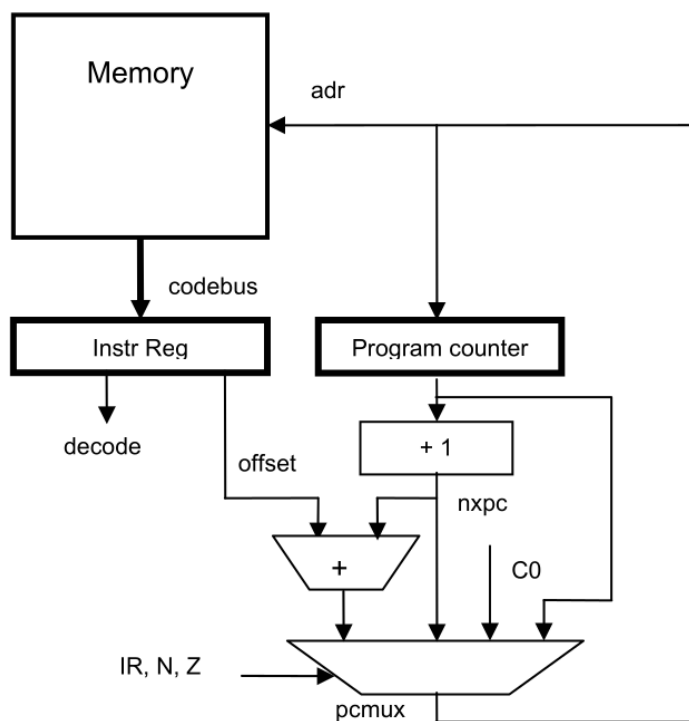 Memory
adr
codebus
Instr Reg
Program counter
decode
offset
+ 1
nxpc
+
C0
IR, N, Z
pcmux